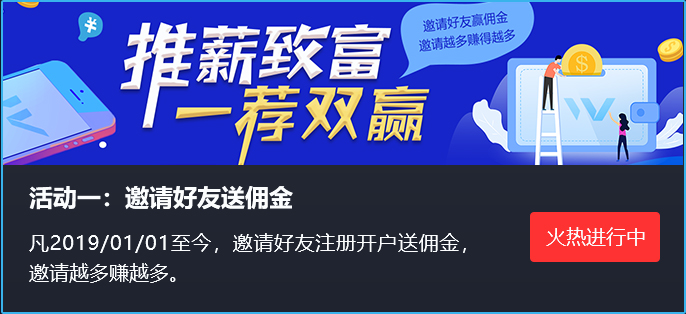 邀请好友赢佣金
邀请越多赚得越多
推薪致富
一荐双赢
活动一：邀请好友送佣金
凡2019/01/01至今，邀请好友注册开户送佣金，
邀请越多赚越多。
火热进行中